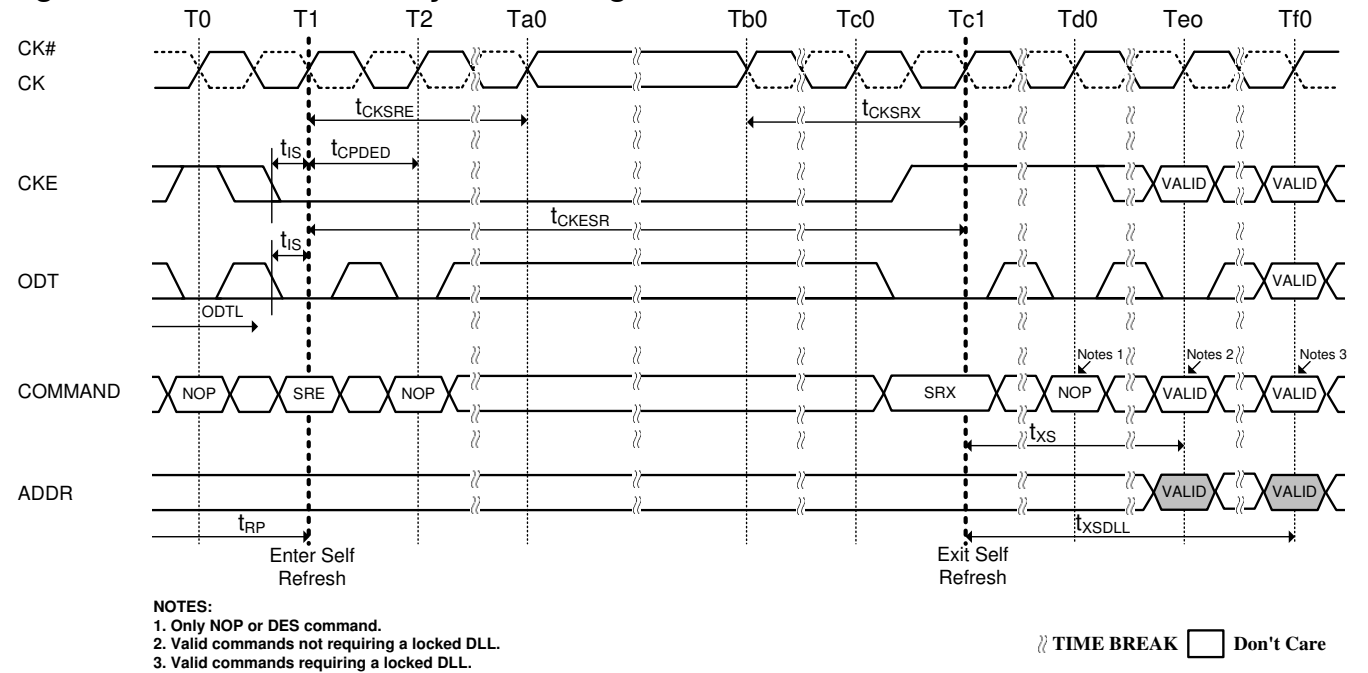 T0 T1 T2 Ta0 Tb0 Tc0 Tc1 Td0 Teo Tf0
CK#
CK
tCKSRE tCKSRX
tIS tCPDED
CKE VALID VALID
tCKESR
tIS
ODT VALID
ODTL
Notes 1 Notes 2 Notes 3
COMMAND NOP SRE NOP SRX NOP VALID VALID
tXS
ADDR VALID VALID
tRP tXSDLL
Enter Self
Refresh
Exit Self
Refresh
NOTES:
1. Only NOP or DES command.
2. Valid commands not requiring a locked DLL.
3. Valid commands requiring a locked DLL.
TIME BREAK Don't Care